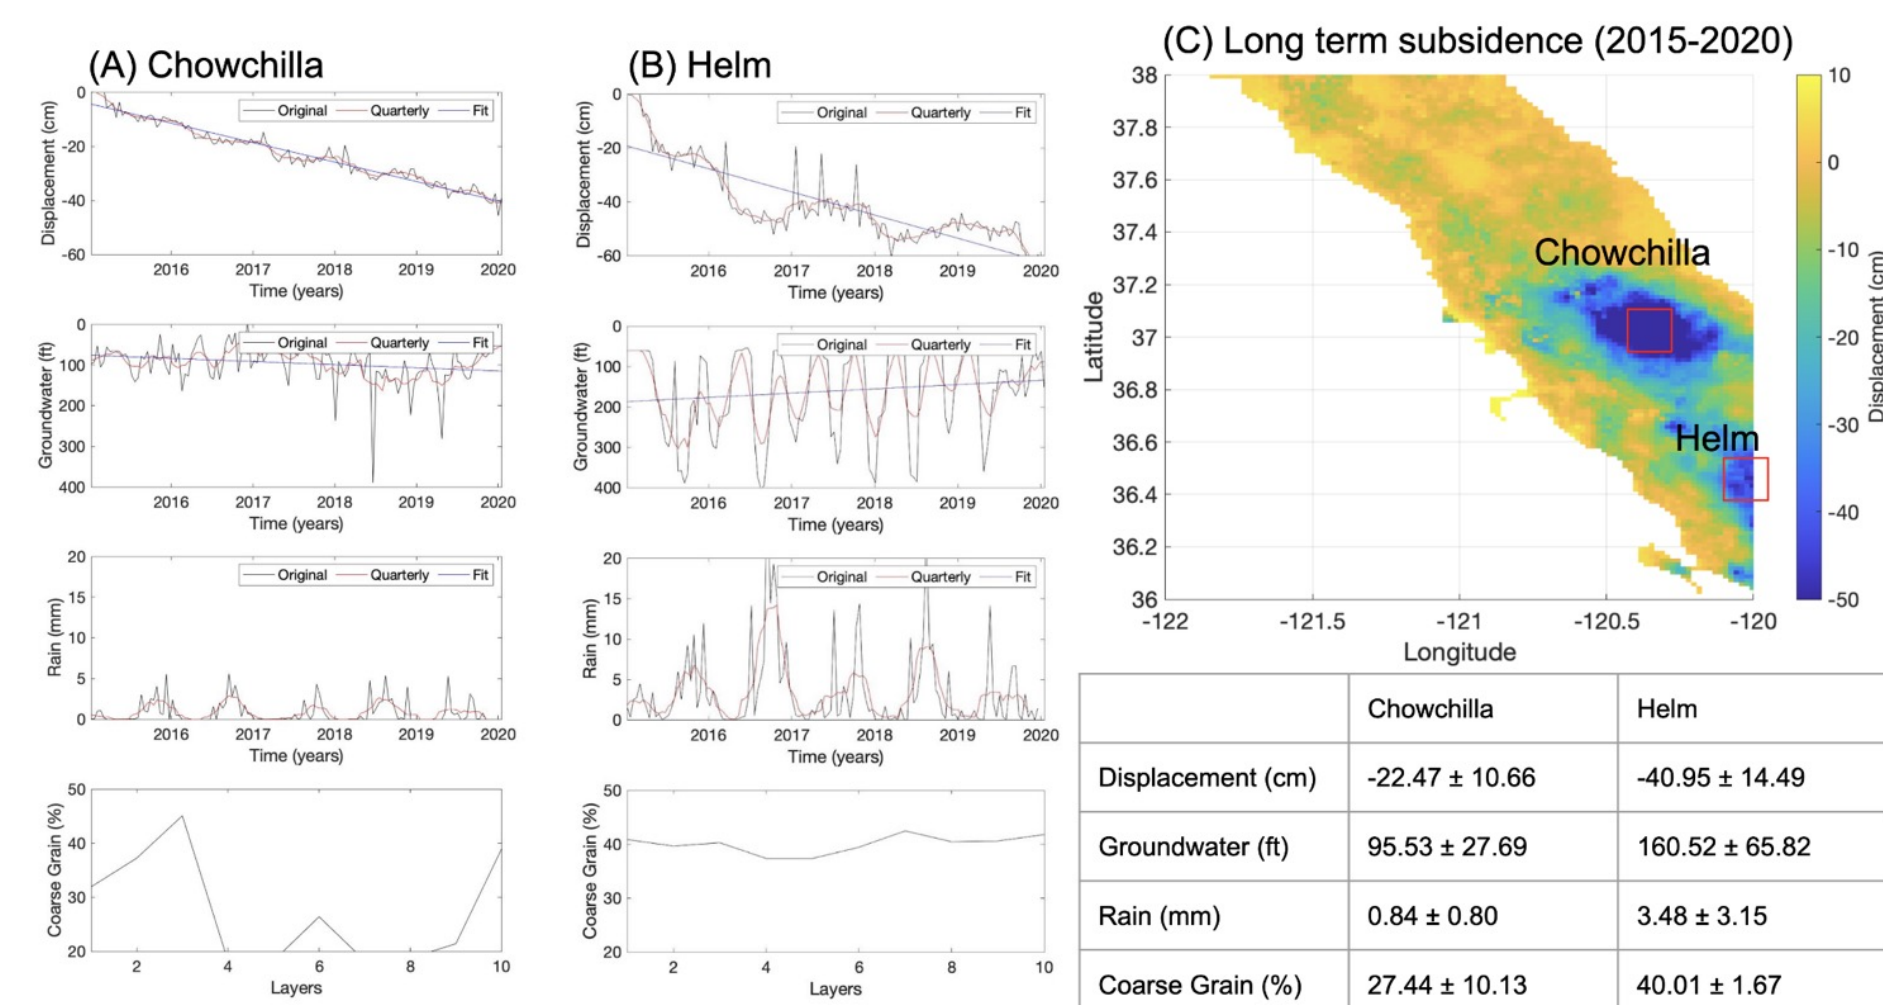 (A) Chowchilla
0
-20
-40
-60
Displacement (cm)
Original Quarterly Fit
2016 2017 2018 2019 2020
Time (years)
0
100
200
300
400
Groundwater (ft)
Original Quarterly Fit
2016 2017 2018 2019 2020
Time (years)
20
15
10
5
0
Rain (mm)
Original Quarterly Fit
2016 2017 2018 2019 2020
Time (years)
50
40
30
20
Coarse Grain (%)
2 4 6 8 10
Layers
(B) Helm
0
-20
-40
-60
Displacement (cm)
Original Quarterly Fit
2016 2017 2018 2019 2020
Time (years)
0
100
200
300
400
Groundwater (ft)
Original Quarterly Fit
2016 2017 2018 2019 2020
Time (years)
20
15
10
5
0
Rain (mm)
Original Quarterly Fit
2016 2017 2018 2019 2020
Time (years)
50
40
30
20
Coarse Grain (%)
2 4 6 8 10
Layers
(C) Long term subsidence (2015-2020)
38
37.8
37.6
37.4
37.2
37
36.8
36.6
36.4
36.2
36
Latitude
Chowchilla
Helm
-122 -121.5 -121 -120.5 -120
Longitude
10
0
-10
-20
-30
-40
-50
Displacement (cm)
Chowchilla Helm
Displacement (cm) -22.47 ± 10.66 -40.95 ± 14.49
Groundwater (ft) 95.53 ± 27.69 160.52 ± 65.82
Rain (mm) 0.84 ± 0.80 3.48 ± 3.15
Coarse Grain (%) 27.44 ± 10.13 40.01 ± 1.67